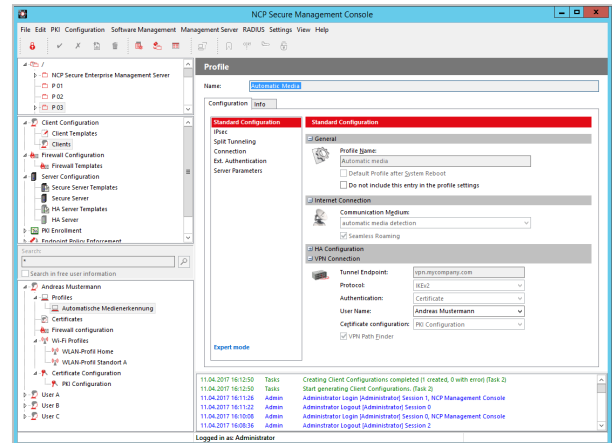 NCP Secure Management Console
File Edit PKI Configuration Software Management Management Server RADIUS Settings View Help
/
NCP Secure Enterprise Management Server
P 01
P 02
P 03
Client Configuration
Client Templates
Clients
Firewall Configuration
Firewall Templates
Server Configuration
Secure Server Templates
Secure Server
HA Server Templates
HA Server
PKI Enrollment
Endpoint Policy Enforcement
Search:
*
Search in free user information
Andreas Mustermann
Profiles
Automatische Medienerkennung
Certificates
Firewall configuration
Wi-Fi Profiles
WLAN-Profil Home
WLAN-Profil Standort A
Certificate Configuration
PKI Configuration
User A
User B
User C
Profile
Name: Automatic Media
Configuration Info
Standard Configuration
IPsec
Split Tunneling
Connection
Ext. Authentication
Server Parameters
Expert mode
Standard Configuration
General
Profile Name:
Automatic media
Default Profile after System Reboot
Do not include this entry in the profile settings
Internet Connection
Communication Medium:
automatic media detection
Seamless Roaming
HA Configuration
VPN Connection
Tunnel Endpoint: vpn.mycompany.com
Protocol: IKEv2
Authentication: Certificate
User Name: Andreas Mustermann
Certificate configuration: PKI Configuration
VPN Path Finder
11.04.2017 16:12:50 Tasks Creating Client Configurations completed (1 created, 0 with error) (Task 2)
11.04.2017 16:12:50 Tasks Start generating Client Configurations. (Task 2)
11.04.2017 16:11:26 Admin Administrator Login [Administrator] Session 1, NCP Management Console
11.04.2017 16:11:22 Admin Administrator Logout [Administrator] Session 0
11.04.2017 16:10:08 Admin Administrator Login [Administrator] Session 0, NCP Management Console
11.04.2017 16:08:36 Admin Administrator Logout [Administrator] Session 2
Logged in as: Administrator